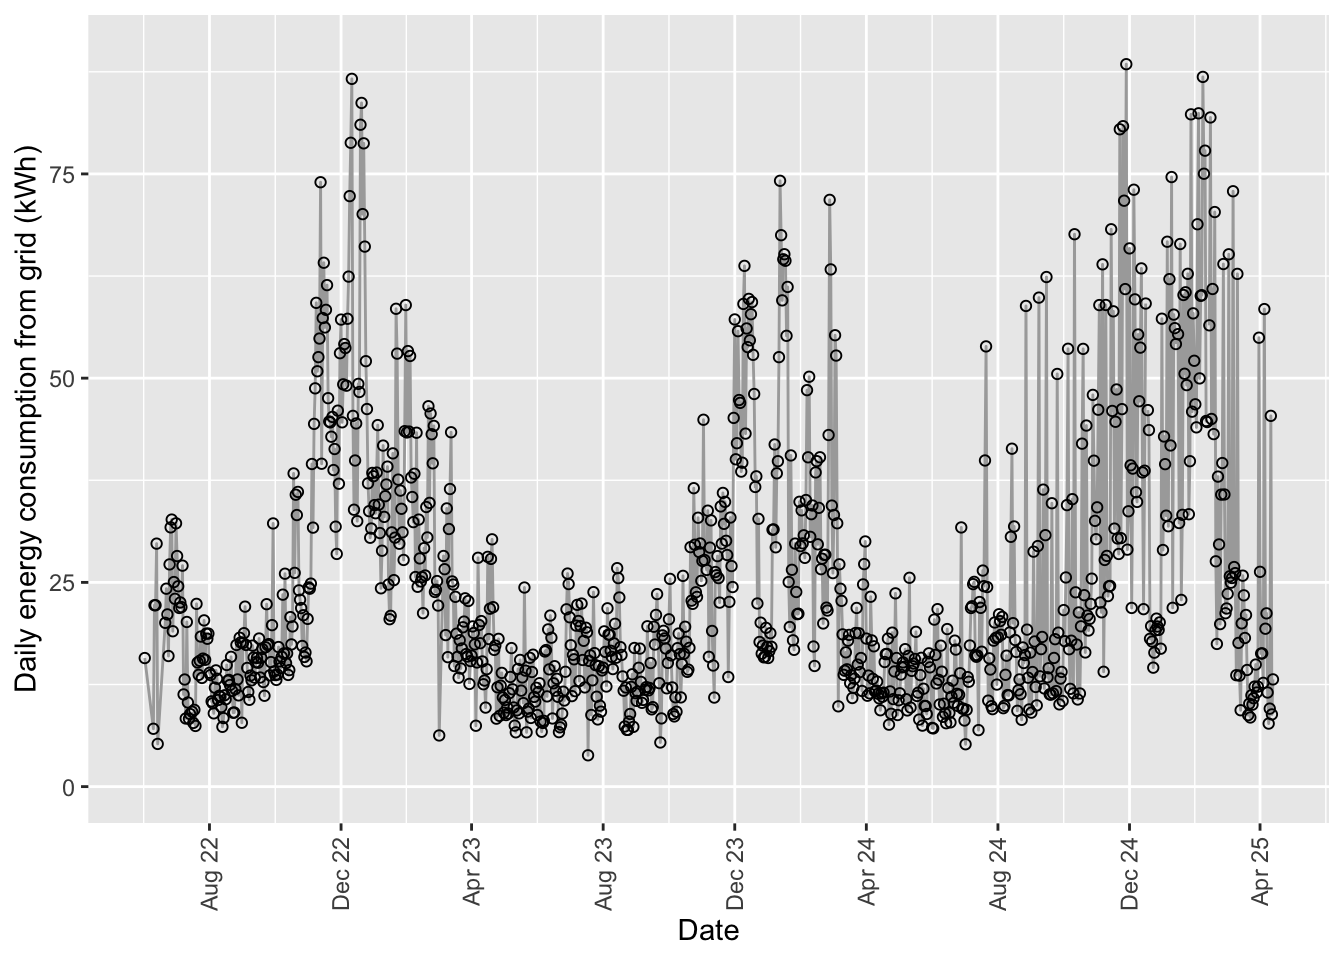 Daily energy consumption from grid (kWh)
75
50
25
0
Aug 22
Dec 22
Apr 23
Aug 23
Dec 23
Apr 24
Aug 24
Dec 24
Apr 25
Date